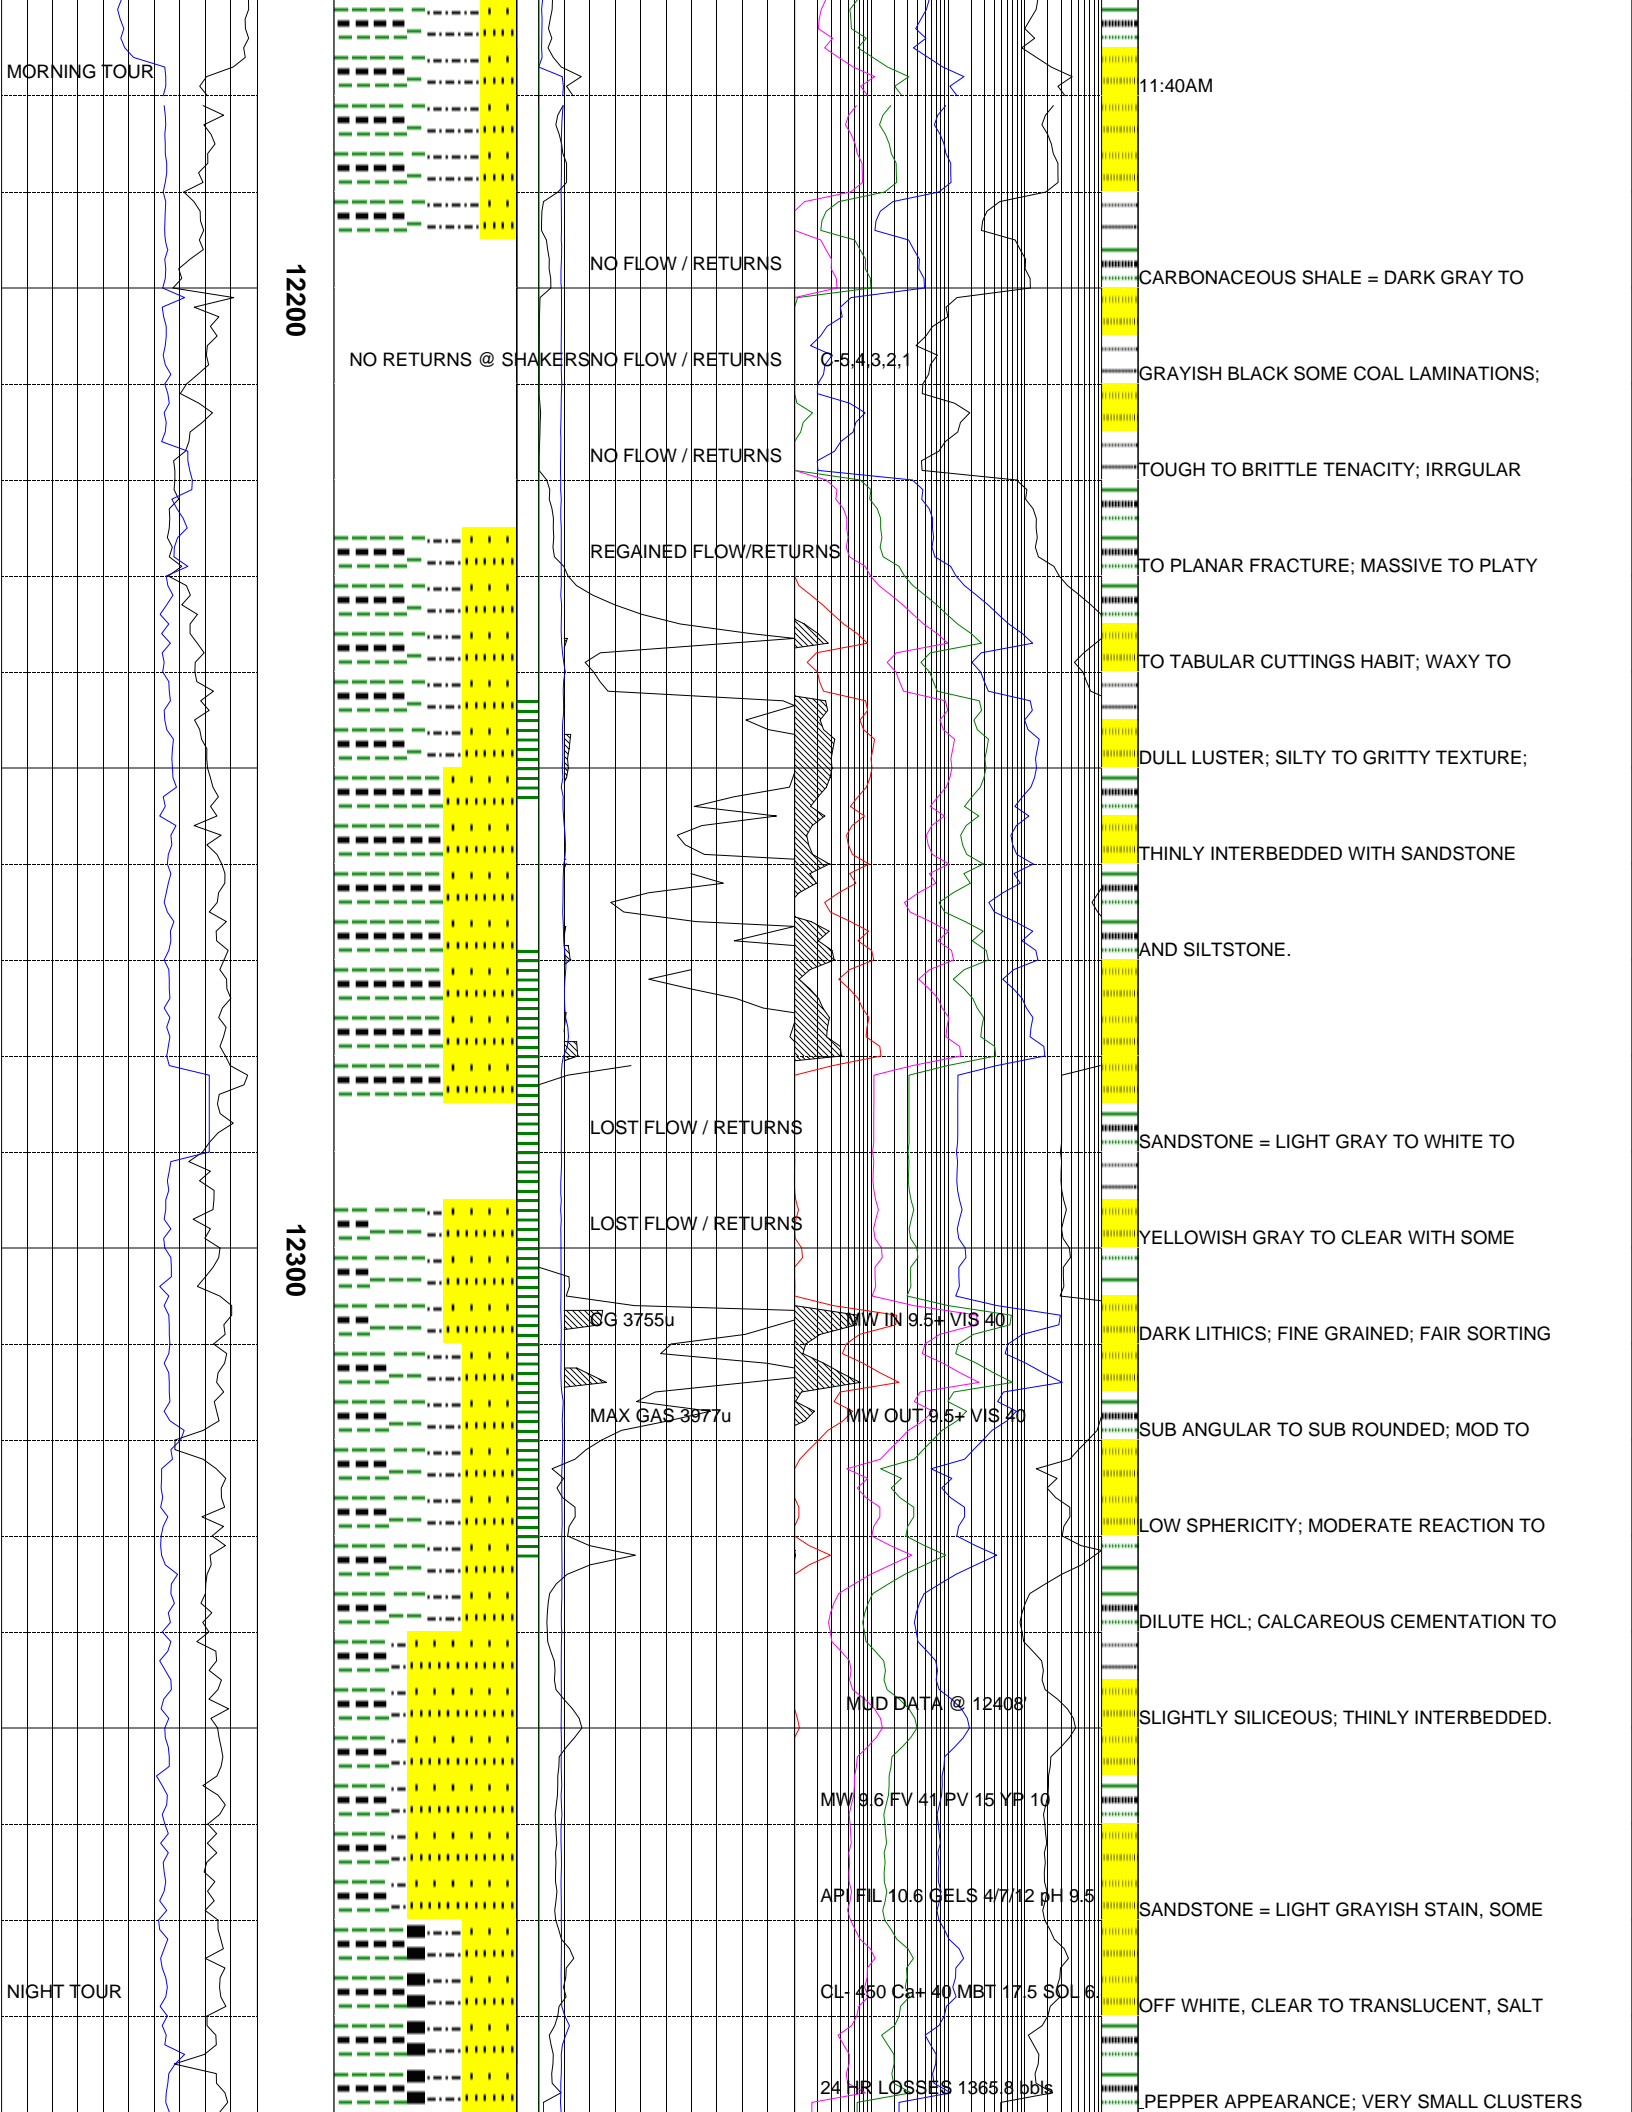 MORNING TOUR
11:40AM
NO FLOW / RETURNS
12200
CARBONACEOUS SHALE = DARK GRAY TO
NO RETURNS @ SHAKERS
NO FLOW / RETURNS
C-5,4,3,2,1
GRAYISH BLACK SOME COAL LAMINATIONS;
NO FLOW / RETURNS
TOUGH TO BRITTLE TENACITY; IRRGULAR
REGAINED FLOW/RETURNS
TO PLANAR FRACTURE; MASSIVE TO PLATY
TO TABULAR CUTTINGS HABIT; WAXY TO
DULL LUSTER; SILTY TO GRITTY TEXTURE;
THINLY INTERBEDDED WITH SANDSTONE
AND SILTSTONE.
LOST FLOW / RETURNS
SANDSTONE = LIGHT GRAY TO WHITE TO
LOST FLOW / RETURNS
12300
YELLOWISH GRAY TO CLEAR WITH SOME
CG 3755u
MW IN 9.5+ VIS 40
DARK LITHICS; FINE GRAINED; FAIR SORTING
MAX GAS 3977u
MW OUT 9.5+ VIS 40
SUB ANGULAR TO SUB ROUNDED; MOD TO
LOW SPHERICITY; MODERATE REACTION TO
DILUTE HCL; CALCAREOUS CEMENTATION TO
MUD DATA @ 12408'
SLIGHTLY SILICEOUS; THINLY INTERBEDDED.
MW 9.6 FV 41 PV 15 YP 10
API FIL 10.6 GELS 4/7/12 pH 9.5
SANDSTONE = LIGHT GRAYISH STAIN, SOME
NIGHT TOUR
CL- 450 Ca+ 40 MBT 17.5 SOL 6.
OFF WHITE, CLEAR TO TRANSLUCENT, SALT
24 HR LOSSES 1365.8 bbls
PEPPER APPEARANCE; VERY SMALL CLUSTERS